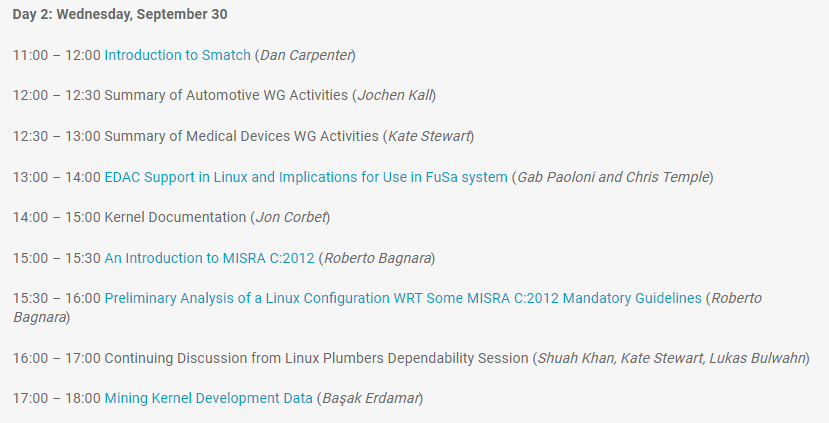 Day 2: Wednesday, September 30
11:00 – 12:00 Introduction to Smatch (Dan Carpenter)
12:00 – 12:30 Summary of Automotive WG Activities (Jochen Kall)
12:30 – 13:00 Summary of Medical Devices WG Activities (Kate Stewart)
13:00 – 14:00 EDAC Support in Linux and Implications for Use in FuSa system (Gab Paoloni and Chris Temple)
14:00 – 15:00 Kernel Documentation (Jon Corbet)
15:00 – 15:30 An Introduction to MISRA C:2012 (Roberto Bagnara)
15:30 – 16:00 Preliminary Analysis of a Linux Configuration WRT Some MISRA C:2012 Mandatory Guidelines (Roberto
Bagnara)
16:00 – 17:00 Continuing Discussion from Linux Plumbers Dependability Session (Shuah Khan, Kate Stewart, Lukas Bulwahn)
17:00 – 18:00 Mining Kernel Development Data (Başak Erdamar)